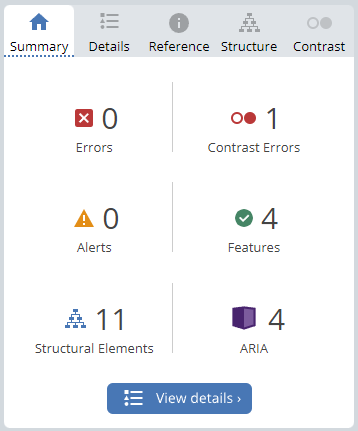 Summary Details Reference Structure Contrast
0 1
Errors Contrast Errors
0 4
Alerts Features
11 4
Structural Elements ARIA
View details ›